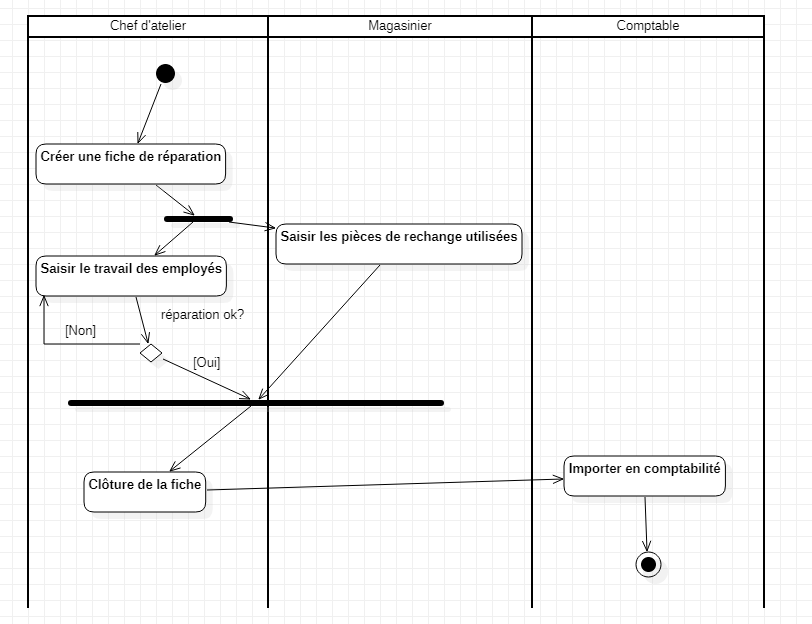 Chef d'atelier
Magasinier
Comptable
Créer une fiche de réparation
Saisir les pièces de rechange utilisées
Saisir le travail des employés
réparation ok?
[Non]
[Oui]
Clôture de la fiche
Importer en comptabilité